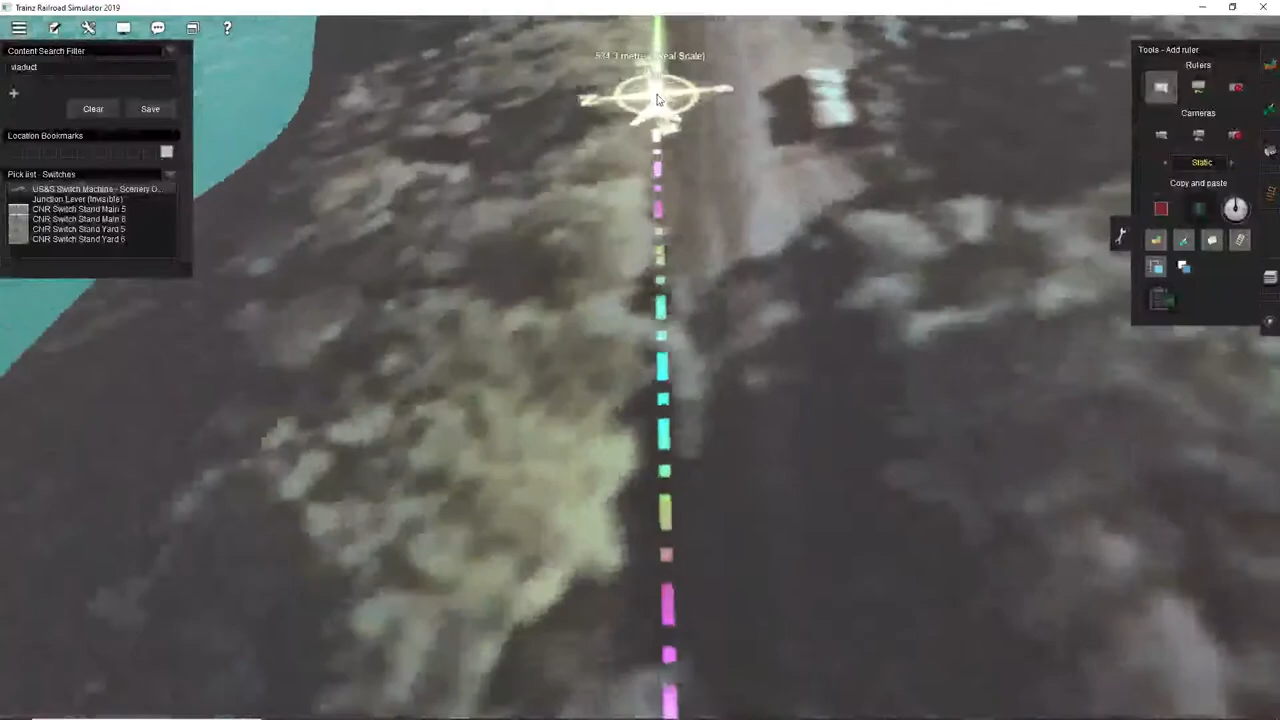 Trainz Railroad Simulator 2019
Content Search Filter
viaduct
Clear
Save
Location Bookmarks
Pick list - Switches
US&S Switch Machine - Scenery O...
Junction Lever (Invisible)
CNR Switch Stand Main 5
CNR Switch Stand Main 6
CNR Switch Stand Yard 5
CNR Switch Stand Yard 6
Tools - Add ruler
Rulers
Cameras
Static
Copy and paste